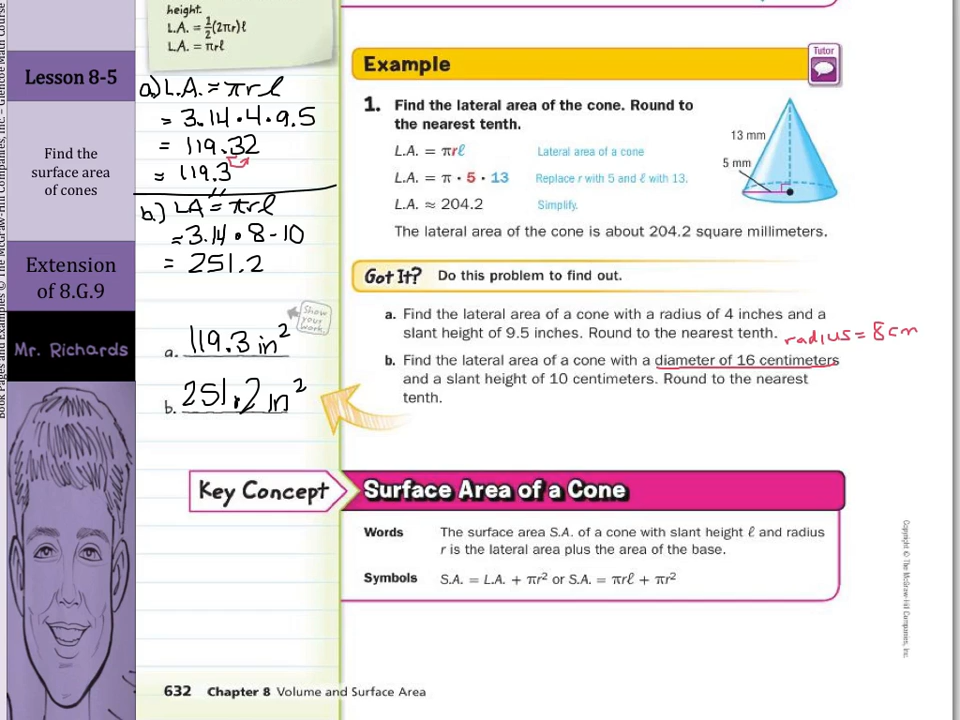 height.
L.A. = 1/2(2πr)ℓ
L.A. = πrℓ
Lesson 8-5
Find the
surface area
of cones
Extension
of 8.G.9
Mr. Richards
a.) L.A. = πrℓ
= 3.14 · 4 · 9.5
= 119.32
≈ 119.3
b.) LA = πrℓ
≈ 3.14 · 8 · 10
= 251.2
Show
your
work.
a. 119.3 in²
b. 251.2 in²
Example
Tutor
1. Find the lateral area of the cone. Round to
the nearest tenth.
L.A. = πrℓ Lateral area of a cone
L.A. = π · 5 · 13 Replace r with 5 and ℓ with 13.
L.A. ≈ 204.2 Simplify.
13 mm
5 mm
The lateral area of the cone is about 204.2 square millimeters.
Got It? Do this problem to find out.
a. Find the lateral area of a cone with a radius of 4 inches and a
slant height of 9.5 inches. Round to the nearest tenth.
radius = 8cm
b. Find the lateral area of a cone with a diameter of 16 centimeters
and a slant height of 10 centimeters. Round to the nearest
tenth.
Key Concept Surface Area of a Cone
Words The surface area S.A. of a cone with slant height ℓ and radius
r is the lateral area plus the area of the base.
Symbols S.A. = L.A. + πr² or S.A. = πrℓ + πr²
Copyright © The McGraw-Hill Companies, Inc.
632 Chapter 8 Volume and Surface Area